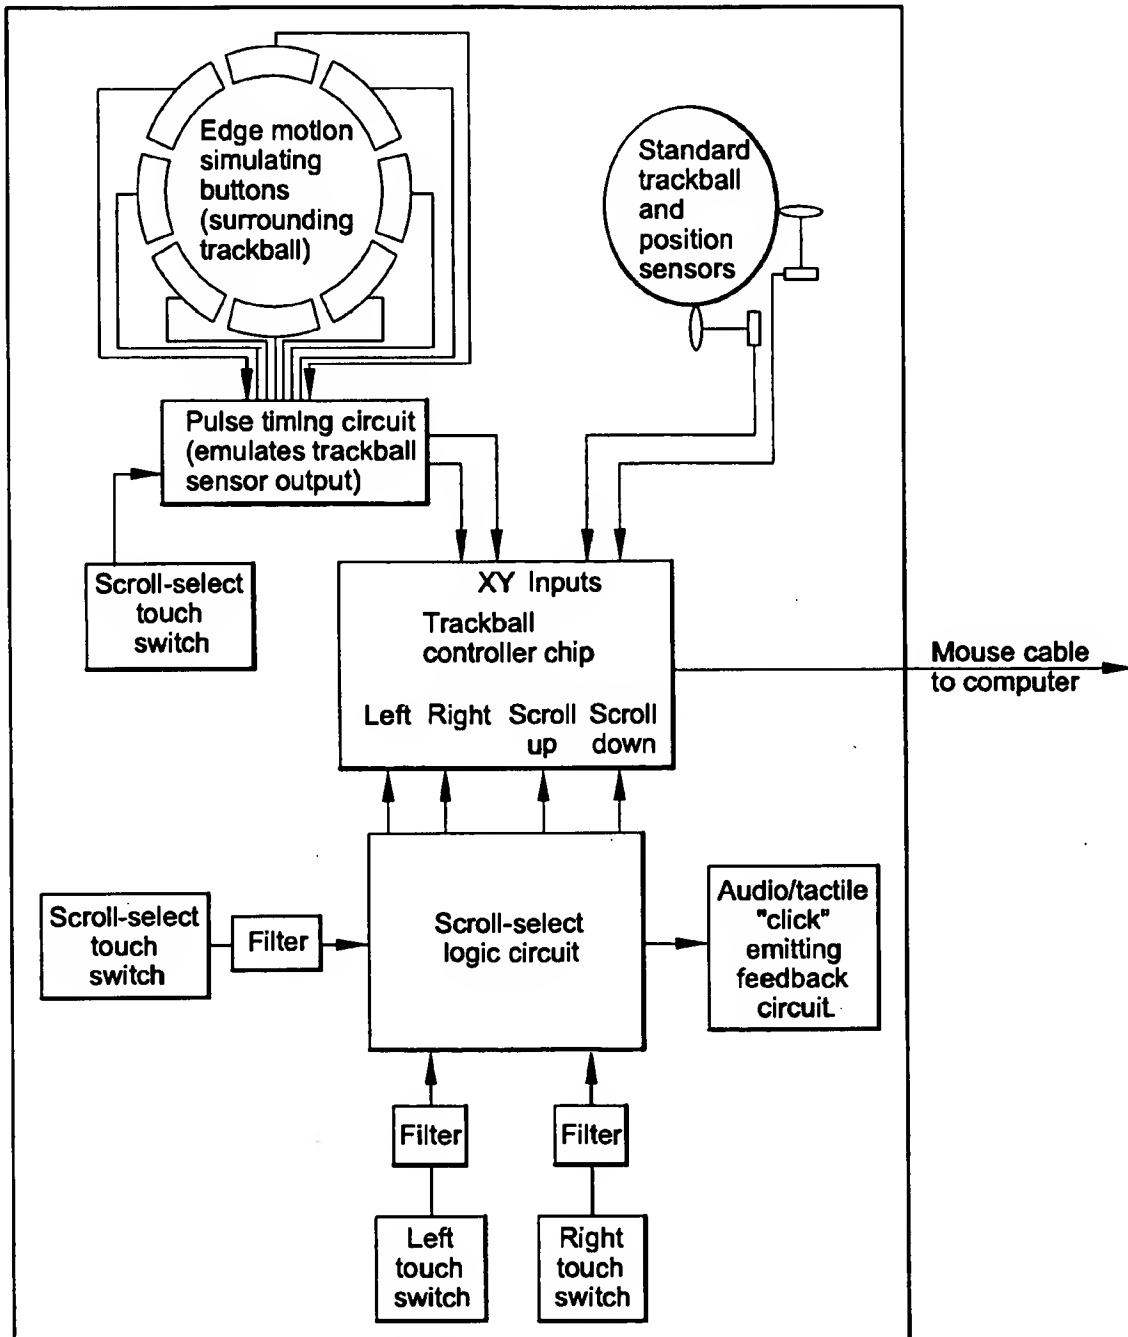 Edge motion
simulating
buttons
(surrounding
trackball)
Standard
trackball
and
position
sensors
Pulse timing circuit
(emulates trackball
sensor output)
Scroll-select
touch
switch
XY Inputs
Trackball
controller chip
Left Right Scroll up Scroll down
Mouse cable
to computer
Scroll-select
touch
switch
Filter
Scroll-select
logic circuit
Audio/tactile
"click"
emitting
feedback
circuit.
Filter
Filter
Left
touch
switch
Right
touch
switch